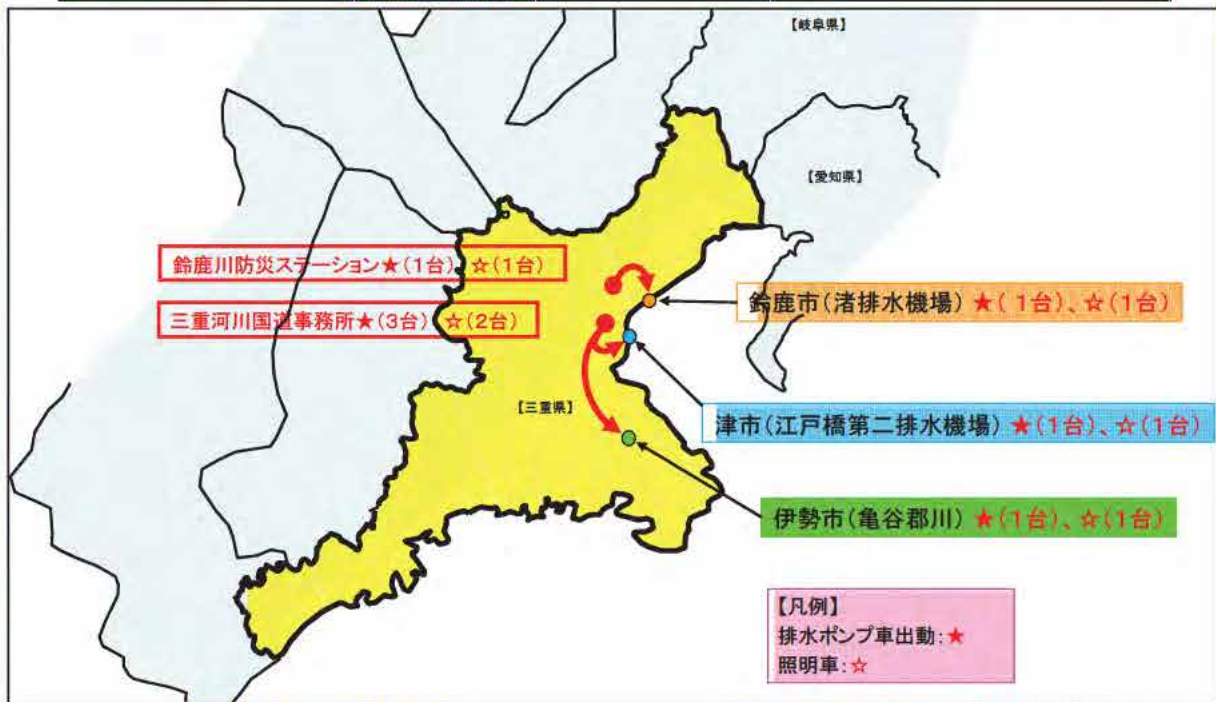 【岐阜県】
【愛知県】
鈴鹿川防災ステーション★(1台) ☆(1台)
鈴鹿市(渚排水機場) ★( 1台)、☆(1台)
三重河川国道事務所★(3台) ☆(2台)
【三重県】
津市(江戸橋第二排水機場) ★(1台)、☆(1台)
伊勢市(亀谷郡川) ★(1台)、☆(1台)
【凡例】
排水ポンプ車出動:★
照明車:☆